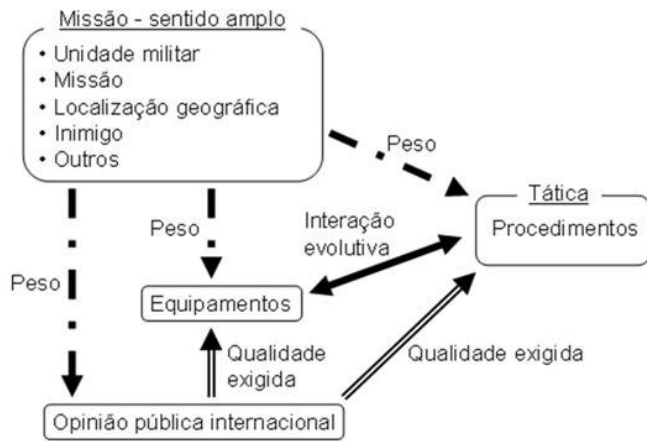 Missão - sentido amplo
• Unidade militar
• Missão
• Localização geográfica
• Inimigo
• Outros
Peso
Tática
Procedimentos
Interação
evolutiva
Peso
Peso
Equipamentos
Qualidade
exigida
Qualidade exigida
Opinião pública internacional